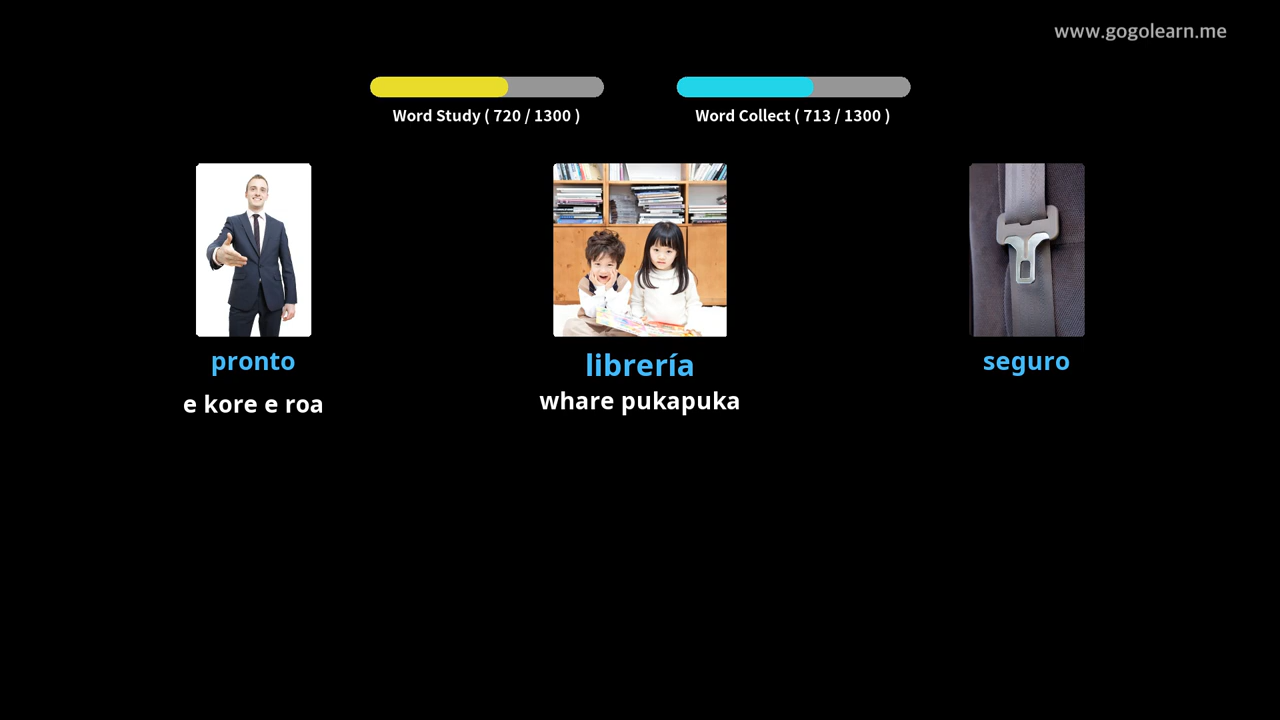 www.gogolearn.me
Word Study ( 720 / 1300 )
Word Collect ( 713 / 1300 )
pronto
e kore e roa
librería
whare pukapuka
seguro